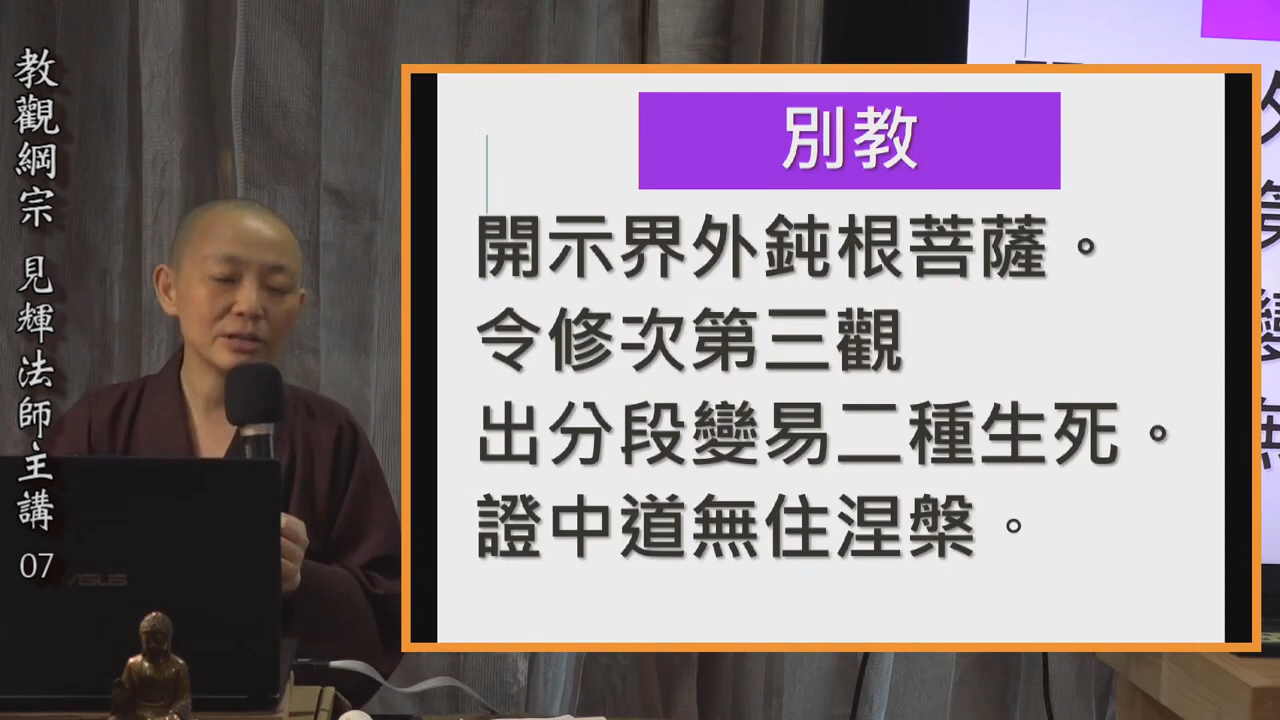 教觀綱宗 見輝法師主講 07
別教
開示界外鈍根菩薩。
令修次第三觀
出分段變易二種生死。
證中道無住涅槃。
ASUS